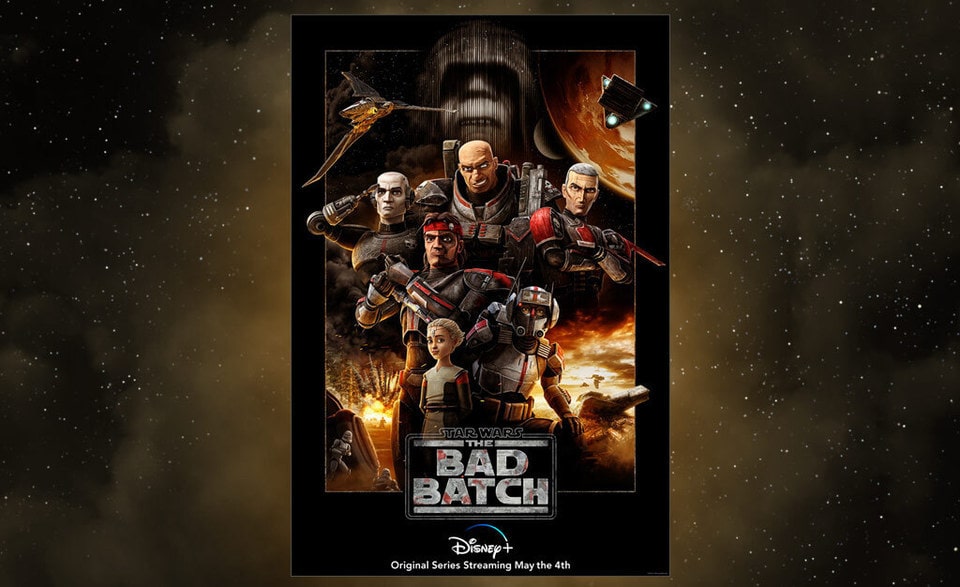 STAR WARS
THE
BAD
BATCH
Disney+
Original Series Streaming May the 4th